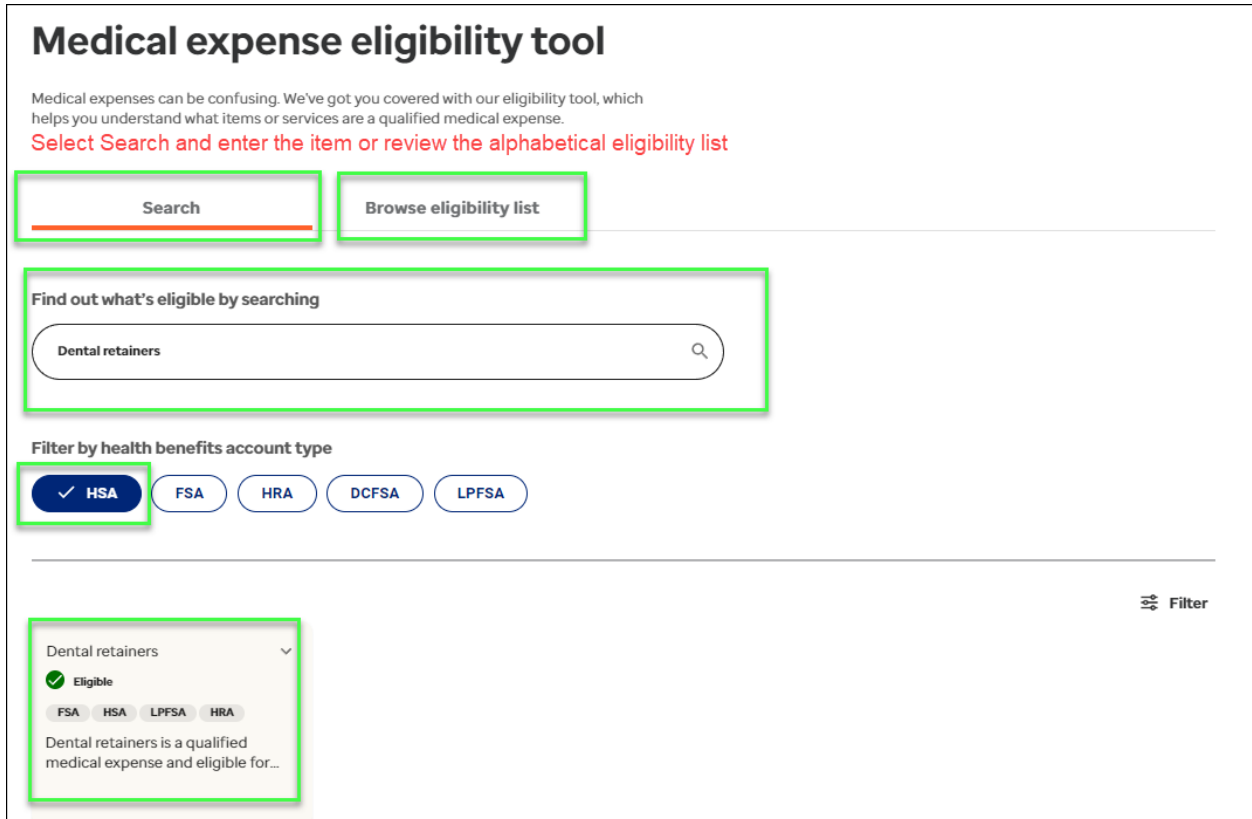 Medical expense eligibility tool
Medical expenses can be confusing. We've got you covered with our eligibility tool, which
helps you understand what items or services are a qualified medical expense.
Select Search and enter the item or review the alphabetical eligibility list
Search
Browse eligibility list
Find out what's eligible by searching
Dental retainers
Filter by health benefits account type
HSA
FSA
HRA
DCFSA
LPFSA
Filter
Dental retainers
Eligible
FSA HSA LPFSA HRA
Dental retainers is a qualified
medical expense and eligible for...